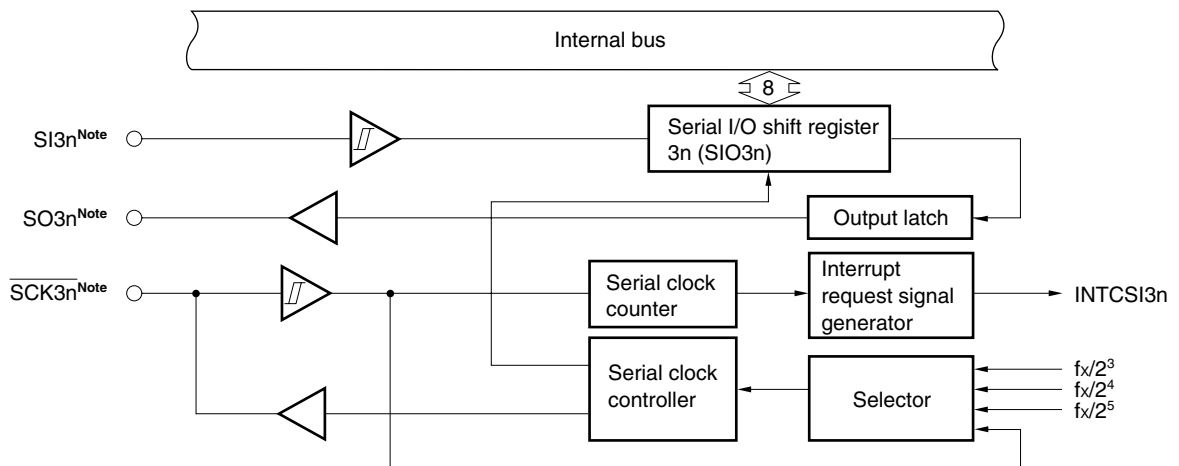 Internal bus
8
SI3nNote
Serial I/O shift register
3n (SIO3n)
SO3nNote
Output latch
SCK3nNote
Serial clock
counter
Interrupt
request signal
generator
INTCSI3n
Serial clock
controller
Selector
fx/2³
fx/2⁴
fx/2⁵